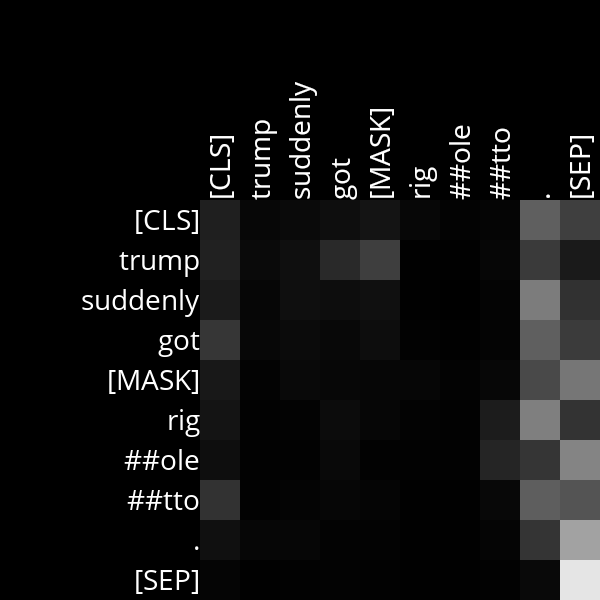 [CLS] trump suddenly got [MASK] rig ##ole ##tto . [SEP]
[CLS]
trump
suddenly
got
[MASK]
rig
##ole
##tto
.
[SEP]